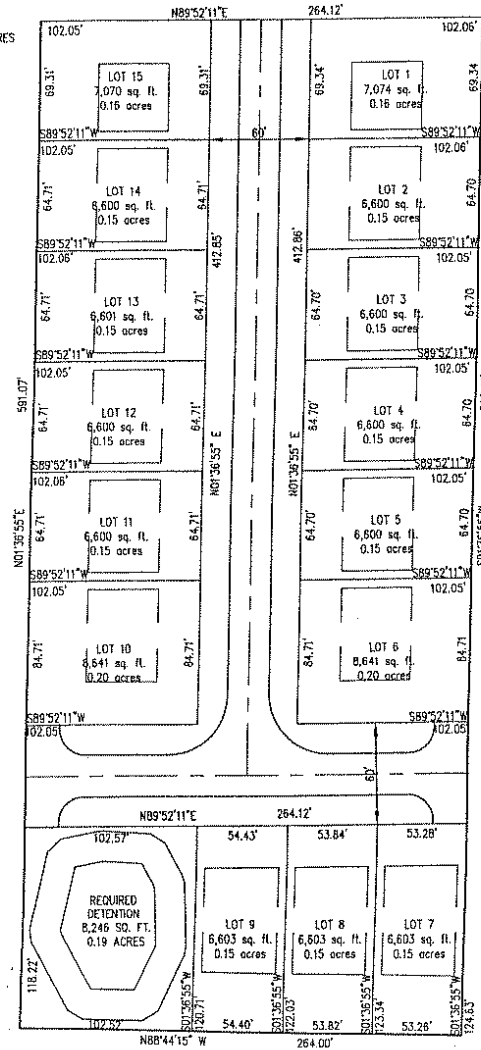 N89°52'11"E 264.12'
RES
102.05' 102.06'
69.31' 69.31' 69.34' 69.34
LOT 15
7,070 sq. ft.
0.16 acres
LOT 1
7,074 sq. ft.
0.16 acres
60'
S89°52'11"W S89°52'11"W
102.05' 102.06'
64.71' 64.71' 64.70' 64.70
LOT 14
6,600 sq. ft.
0.15 acres
LOT 2
6,600 sq. ft.
0.15 acres
S89°52'11"W S89°52'11"W
102.06' 102.05'
412.85' 412.86'
64.71' 64.71' 64.70' 64.70
LOT 13
6,601 sq. ft.
0.15 acres
LOT 3
6,600 sq. ft.
0.15 acres
S89°52'11"W S89°52'11"W
102.05' 102.05'
591.07'
64.71' 64.71' 64.70' 64.70
LOT 12
6,600 sq. ft.
0.15 acres
LOT 4
6,600 sq. ft.
0.15 acres
N01°36'55" E N01°36'55"E
S89°52'11"W S89°52'11"W
102.06' 102.05'
64.71' 64.71' 64.70' 64.70
LOT 11
6,600 sq. ft.
0.15 acres
LOT 5
6,600 sq. ft.
0.15 acres
N01°36'55"E
S89°52'11"W S89°52'11"W
102.05' 102.05'
84.71' 84.71' 84.71' 84.71
LOT 10
8,641 sq. ft.
0.20 acres
LOT 6
8,641 sq. ft.
0.20 acres
S89°52'11"W S89°52'11"W
102.05 102.05'
60'
N89°52'11"E 264.12'
102.57' 54.43' 53.84' 53.28'
REQUIRED
DETENTION
8,246 SQ. FT.
0.19 ACRES
LOT 9
6,603 sq. ft.
0.15 acres
LOT 8
6,603 sq. ft.
0.15 acres
LOT 7
6,603 sq. ft.
0.15 acres
118.22'
S01°36'55"W
120.71'
S01°36'55"W
122.03'
S01°36'55"W
123.34'
S01°36'55"W
124.63'
102.52' 54.40' 53.82' 53.26'
N88°44'15" W 264.00'